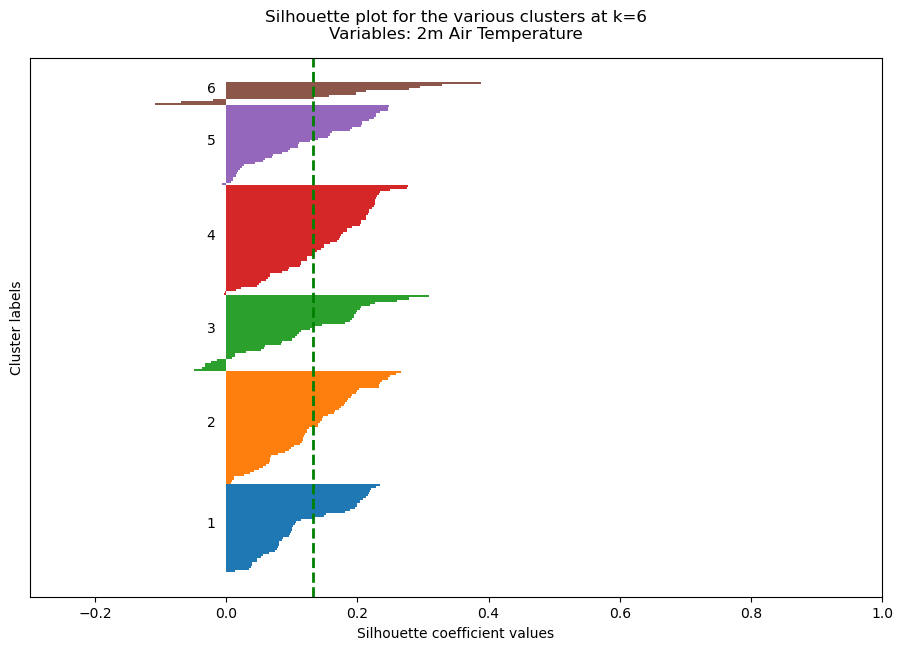 Silhouette plot for the various clusters at k=6
Variables: 2m Air Temperature
6
5
4
3
2
1
Cluster labels
−0.2 0.0 0.2 0.4 0.6 0.8 1.0
Silhouette coefficient values